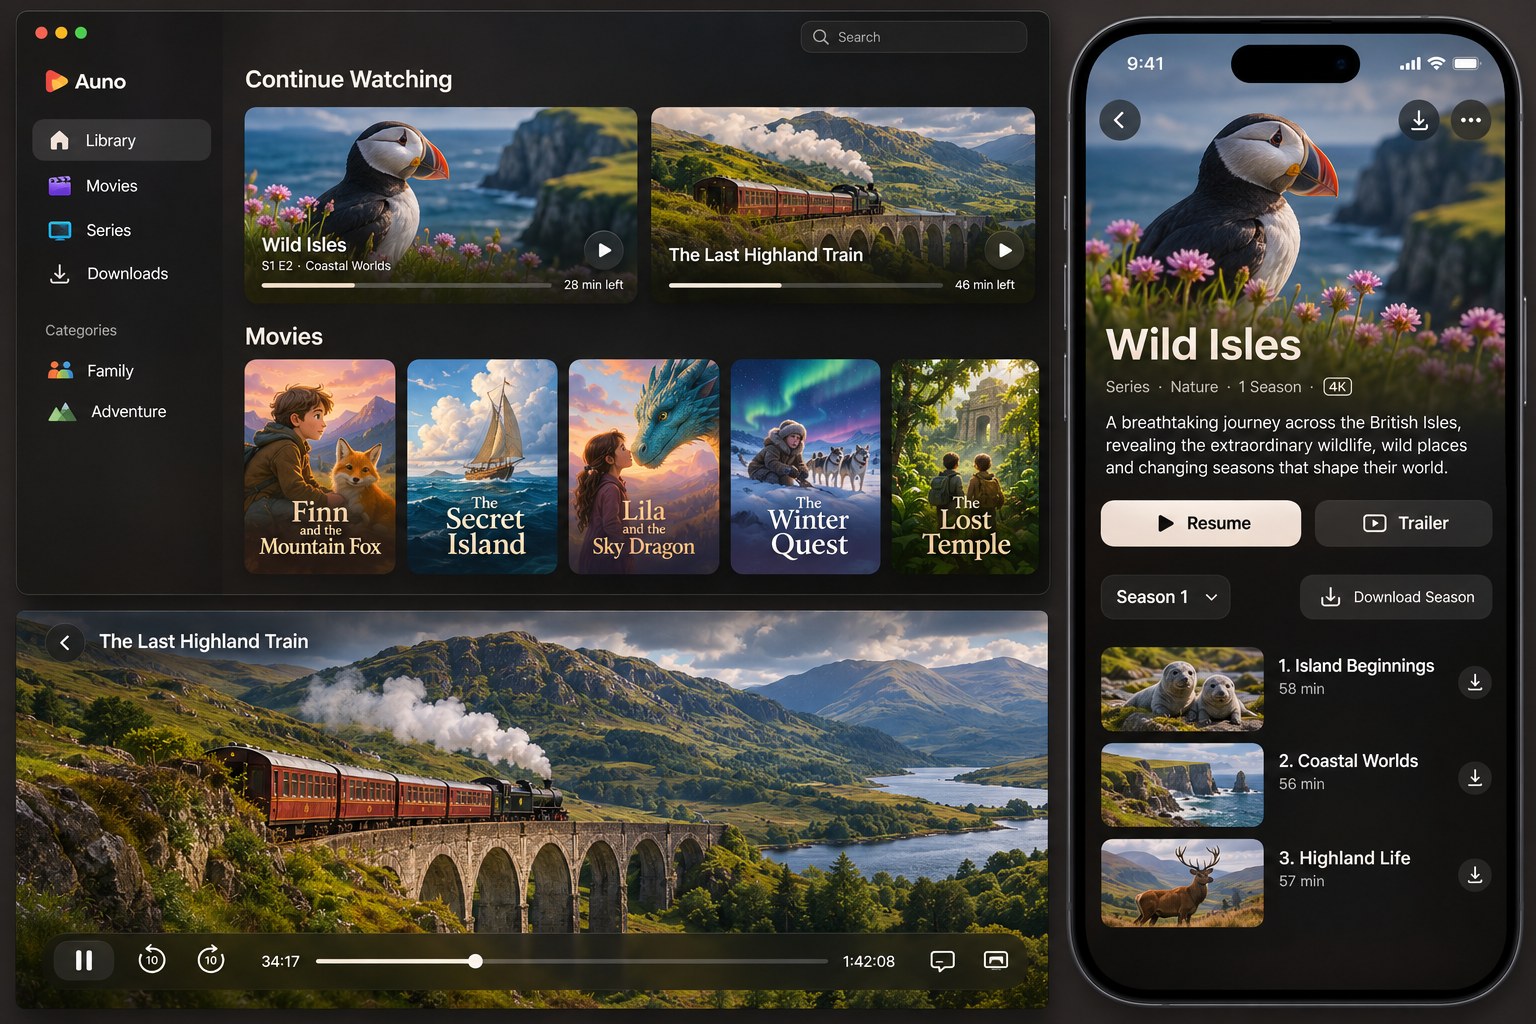 Auno
Search
Library
Movies
Series
Downloads
Categories
Family
Adventure
Continue Watching
Wild Isles
S1 E2 · Coastal Worlds
28 min left
The Last Highland Train
46 min left
Movies
Finn
and the
Mountain Fox
The
Secret
Island
Lila
and the
Sky Dragon
The
Winter
Quest
The
Lost
Temple
The Last Highland Train
10
10
34:17
1:42:08
9:41
Wild Isles
Series · Nature · 1 Season · 4K
A breathtaking journey across the British Isles,
revealing the extraordinary wildlife, wild places
and changing seasons that shape their world.
Resume
Trailer
Season 1
Download Season
1. Island Beginnings
58 min
2. Coastal Worlds
56 min
3. Highland Life
57 min